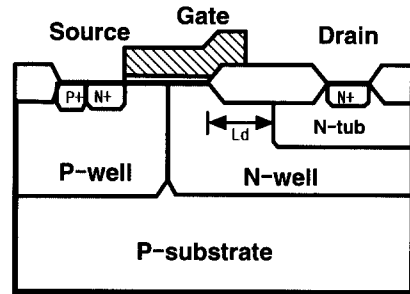 Gate
Source
Drain
P+
N+
N+
Ld
N-tub
P-well
N-well
P-substrate